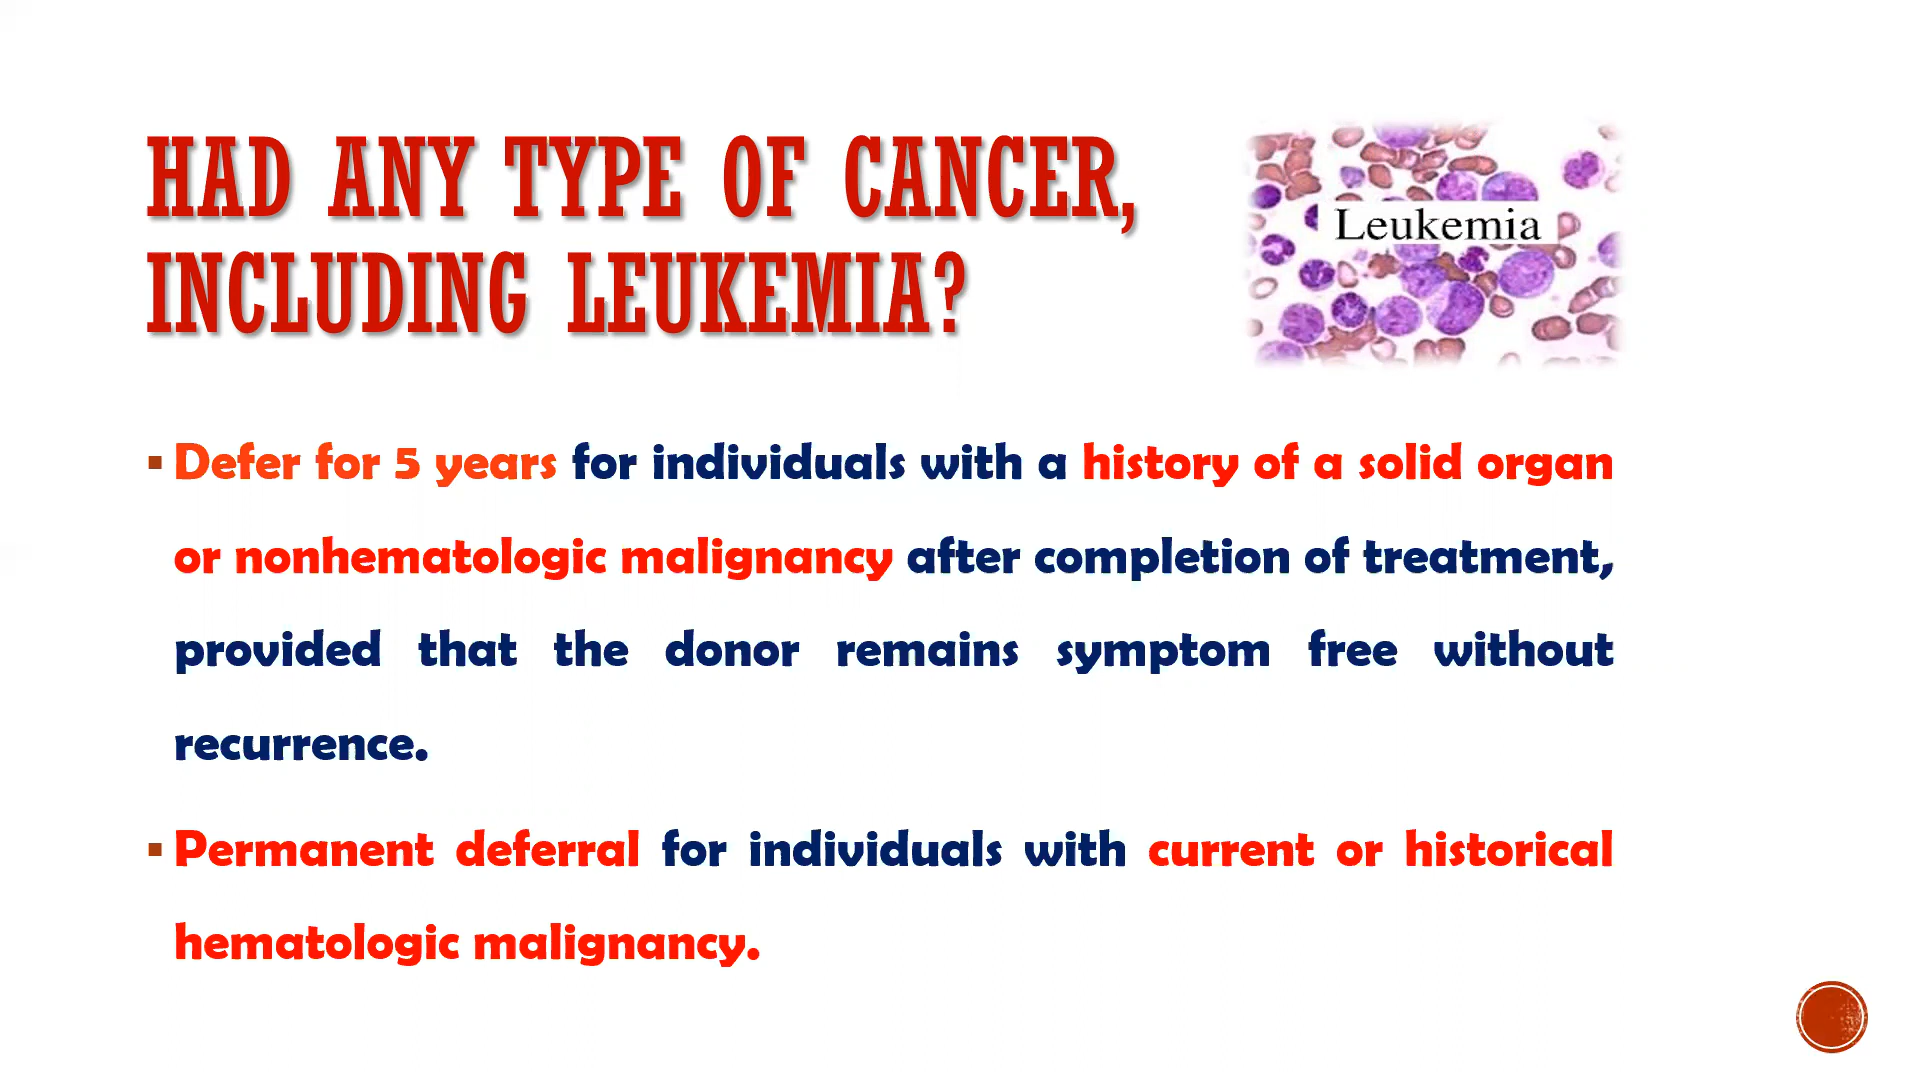 HAD ANY TYPE OF CANCER,
INCLUDING LEUKEMIA?
Leukemia
▪ Defer for 5 years for individuals with a history of a solid organ
or nonhematologic malignancy after completion of treatment,
provided that the donor remains symptom free without
recurrence.
▪ Permanent deferral for individuals with current or historical
hematologic malignancy.